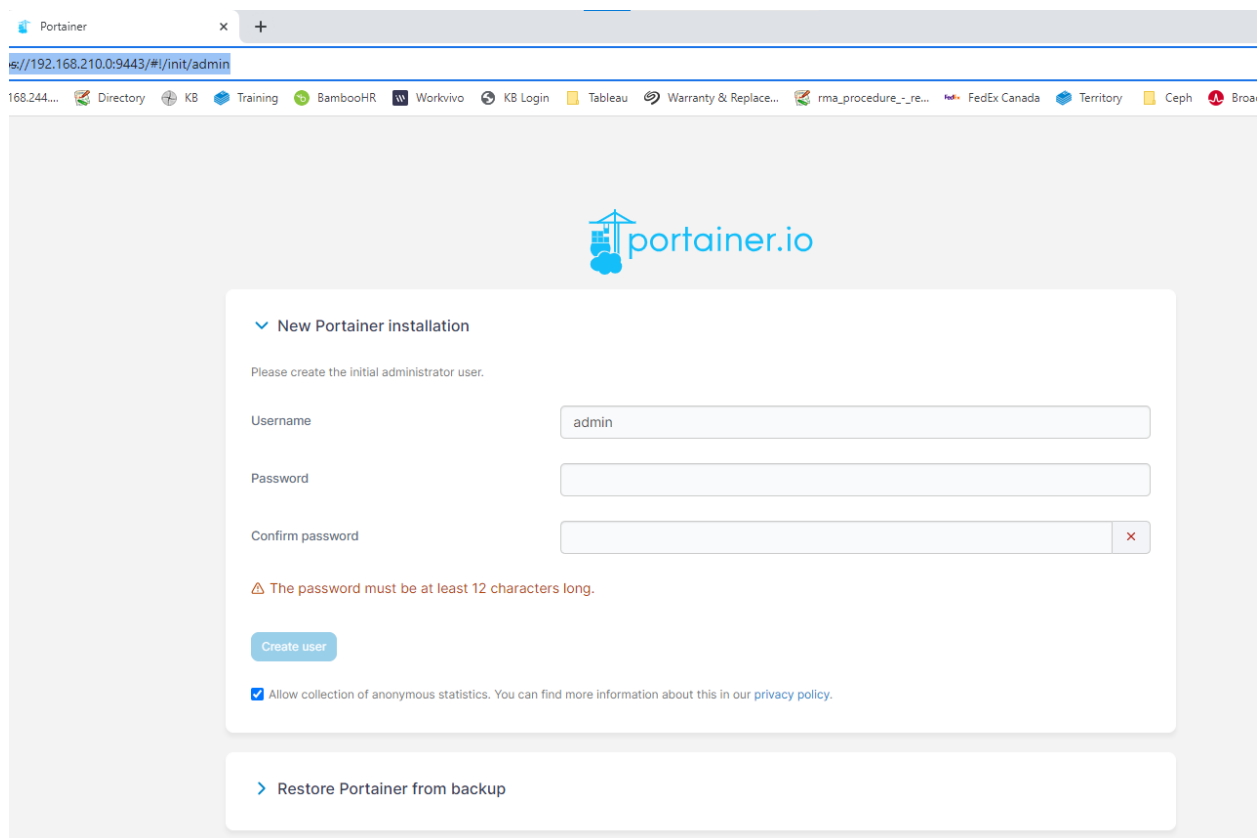 Portainer
ps://192.168.210.0:9443/#!/init/admin
168.244.... Directory KB Training BambooHR Workvivo KB Login Tableau Warranty & Replace... rma_procedure_-_re... FedEx FedEx Canada Territory Ceph Broad
portainer.io
New Portainer installation
Please create the initial administrator user.
Username
admin
Password
Confirm password
The password must be at least 12 characters long.
Create user
Allow collection of anonymous statistics. You can find more information about this in our privacy policy.
Restore Portainer from backup